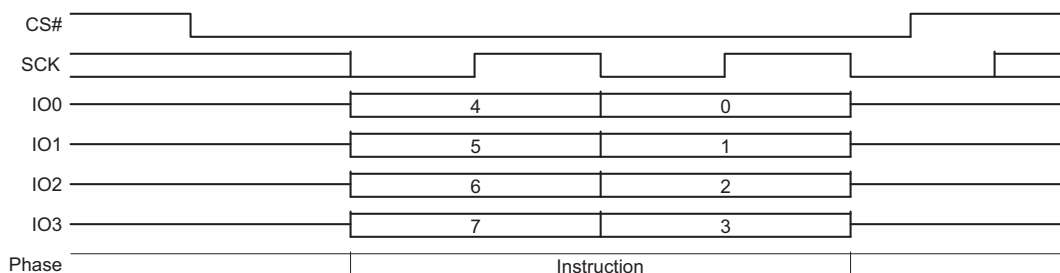 CS#
SCK
IO0 4 0
IO1 5 1
IO2 6 2
IO3 7 3
Phase Instruction